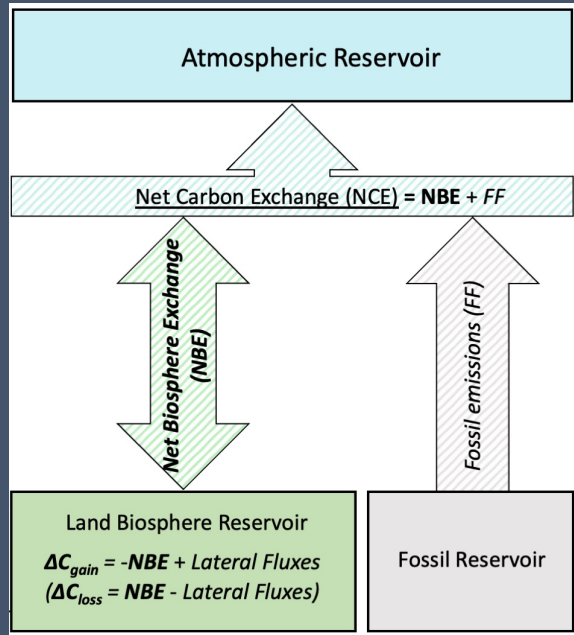 Atmospheric Reservoir
Net Carbon Exchange (NCE) = NBE + FF
Net Biosphere Exchange
(NBE)
Fossil emissions (FF)
Land Biosphere Reservoir
ΔCgain = -NBE + Lateral Fluxes
(ΔCloss = NBE - Lateral Fluxes)
Fossil Reservoir